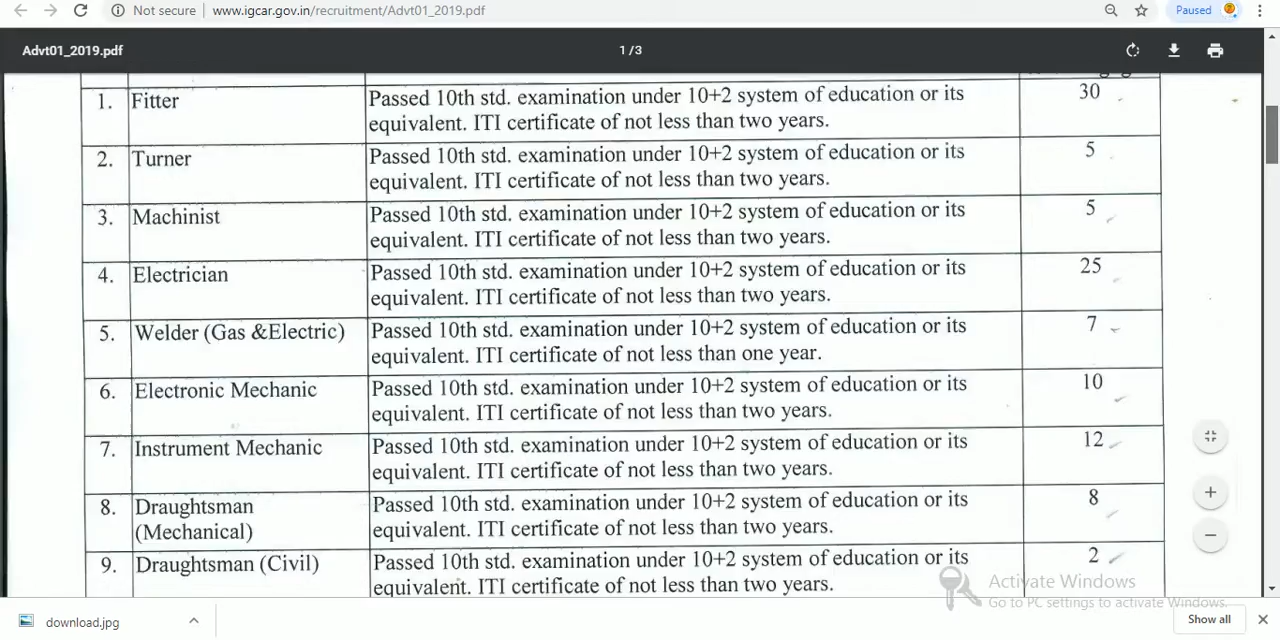 Not secure | www.igcar.gov.in/recruitment/Advt01_2019.pdf Paused
Advt01_2019.pdf 1/3
1. Fitter Passed 10th std. examination under 10+2 system of education or its 30
equivalent. ITI certificate of not less than two years.
2. Turner Passed 10th std. examination under 10+2 system of education or its 5
equivalent. ITI certificate of not less than two years.
3. Machinist Passed 10th std. examination under 10+2 system of education or its 5
equivalent. ITI certificate of not less than two years.
4. Electrician Passed 10th std. examination under 10+2 system of education or its 25
equivalent. ITI certificate of not less than two years.
5. Welder (Gas &Electric) Passed 10th std. examination under 10+2 system of education or its 7
equivalent. ITI certificate of not less than one year.
6. Electronic Mechanic Passed 10th std. examination under 10+2 system of education or its 10
equivalent. ITI certificate of not less than two years.
7. Instrument Mechanic Passed 10th std. examination under 10+2 system of education or its 12
equivalent. ITI certificate of not less than two years.
8. Draughtsman Passed 10th std. examination under 10+2 system of education or its 8
(Mechanical) equivalent. ITI certificate of not less than two years.
9. Draughtsman (Civil) Passed 10th std. examination under 10+2 system of education or its 2
equivalent. ITI certificate of not less than two years.
Activate Windows
Go to PC settings to activate Windows.
download.jpg Show all